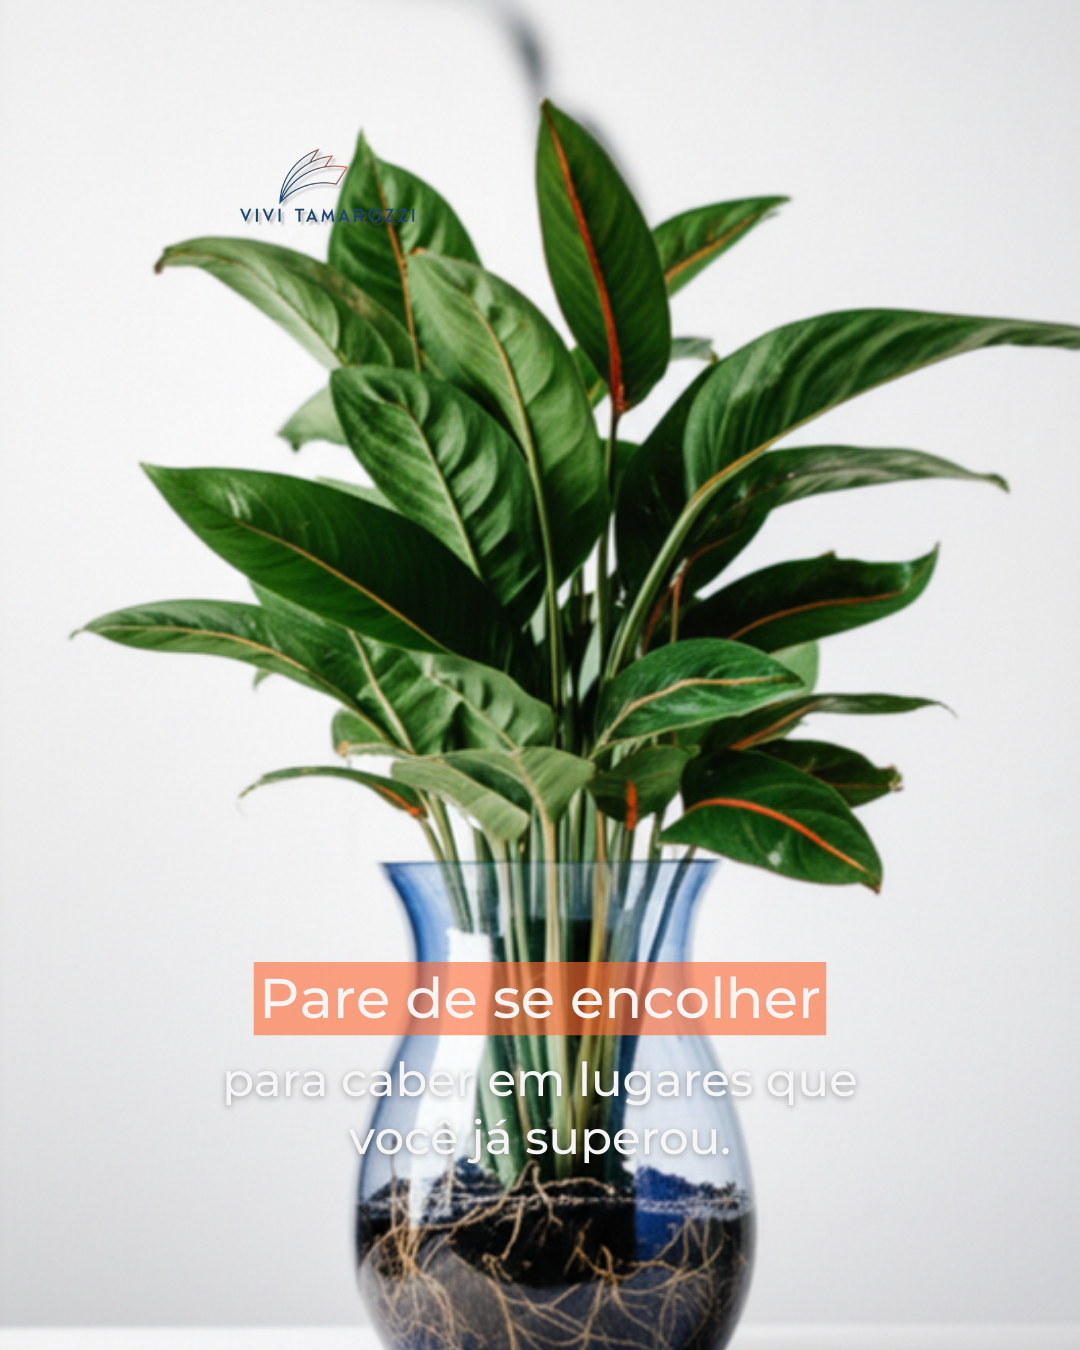 VIVI TAMAROZZI
Pare de se encolher
para caber em lugares que
você já superou.